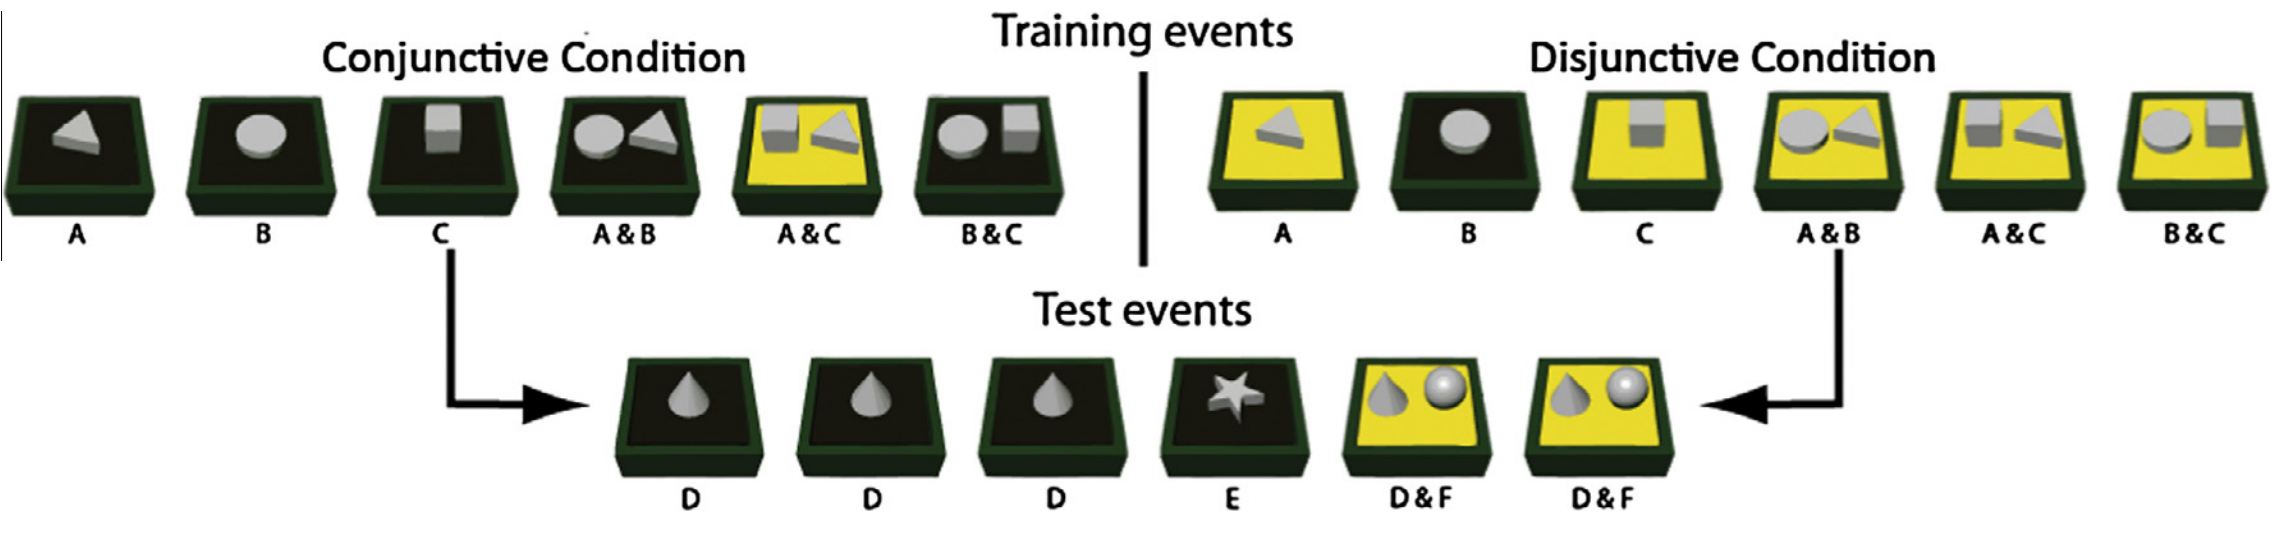 Training events
Conjunctive Condition
Disjunctive Condition
A B C A & B A & C B & C
A B C A & B A & C B & C
Test events
D D D E D & F D & F